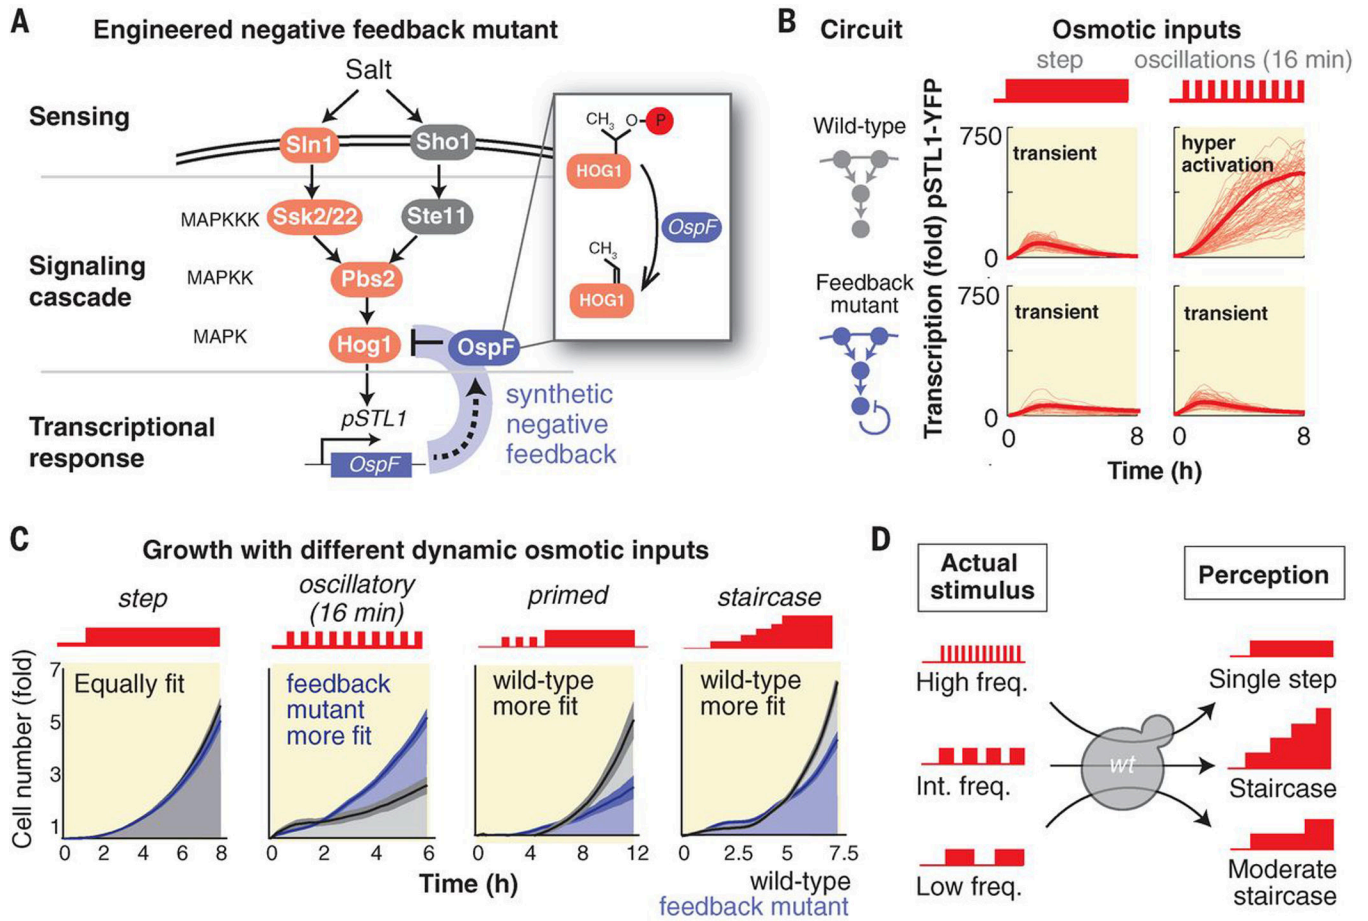 A
Engineered negative feedback mutant
Salt
Sensing
Sln1
Sho1
MAPKKK
Ssk2/22
Ste11
Signaling
cascade
MAPKK
Pbs2
MAPK
Hog1
OspF
Transcriptional
response
pSTL1
OspF
synthetic
negative
feedback
CH3
O
P
HOG1
OspF
CH3
HOG1
B
Circuit
Osmotic inputs
step
oscillations (16 min)
Wild-type
Feedback
mutant
Transcription (fold) pSTL1-YFP
750
transient
hyper
activation
0
750
transient
transient
0
0
8
0
8
Time (h)
C
Growth with different dynamic osmotic inputs
step
oscillatory
(16 min)
primed
staircase
Cell number (fold)
7
5
3
1
Equally fit
feedback
mutant
more fit
wild-type
more fit
wild-type
more fit
0 2 4 6 8
0 2 4 6
0 4 8 12
0 2.5 5 7.5
Time (h)
wild-type
feedback mutant
D
Actual
stimulus
Perception
High freq.
Single step
Int. freq.
wt
Staircase
Low freq.
Moderate
staircase